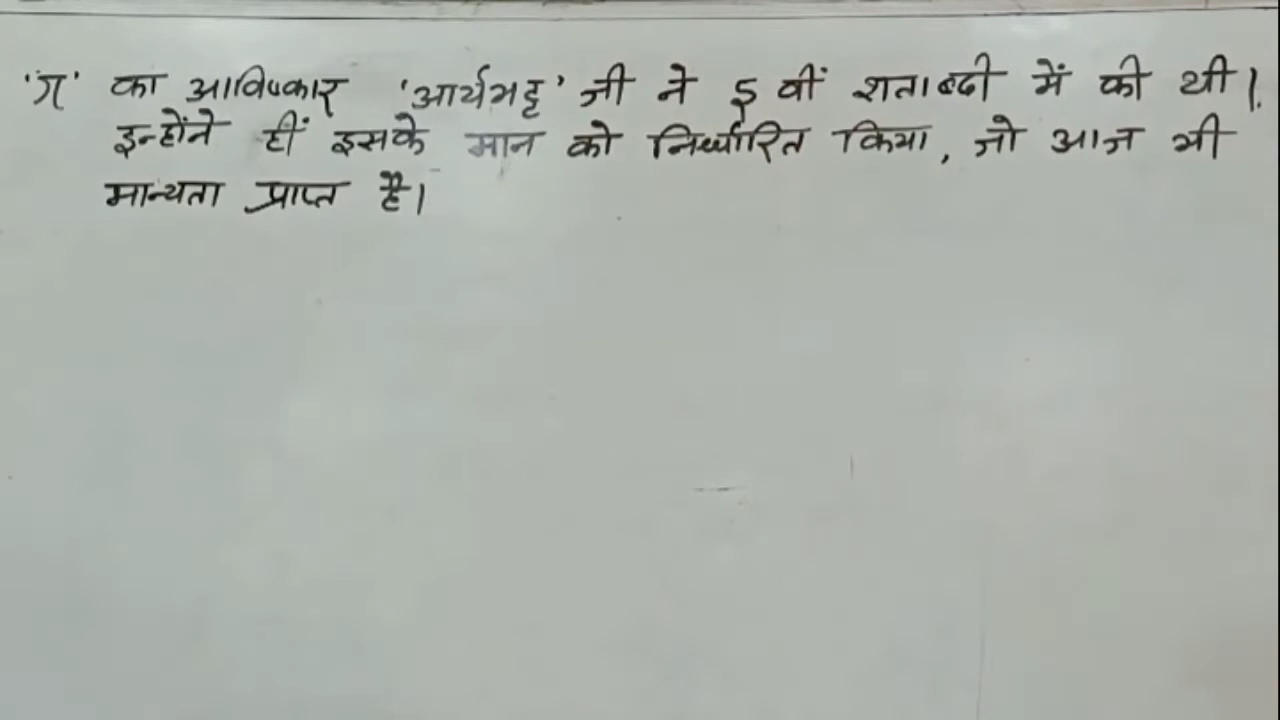 'π' का आविष्कार 'आर्यभट्ट' जी ने 5 वीं शताब्दी में की थी।
इन्होंने हीं इसके मान को निर्धारित किया, जो आज भी
मान्यता प्राप्त है।